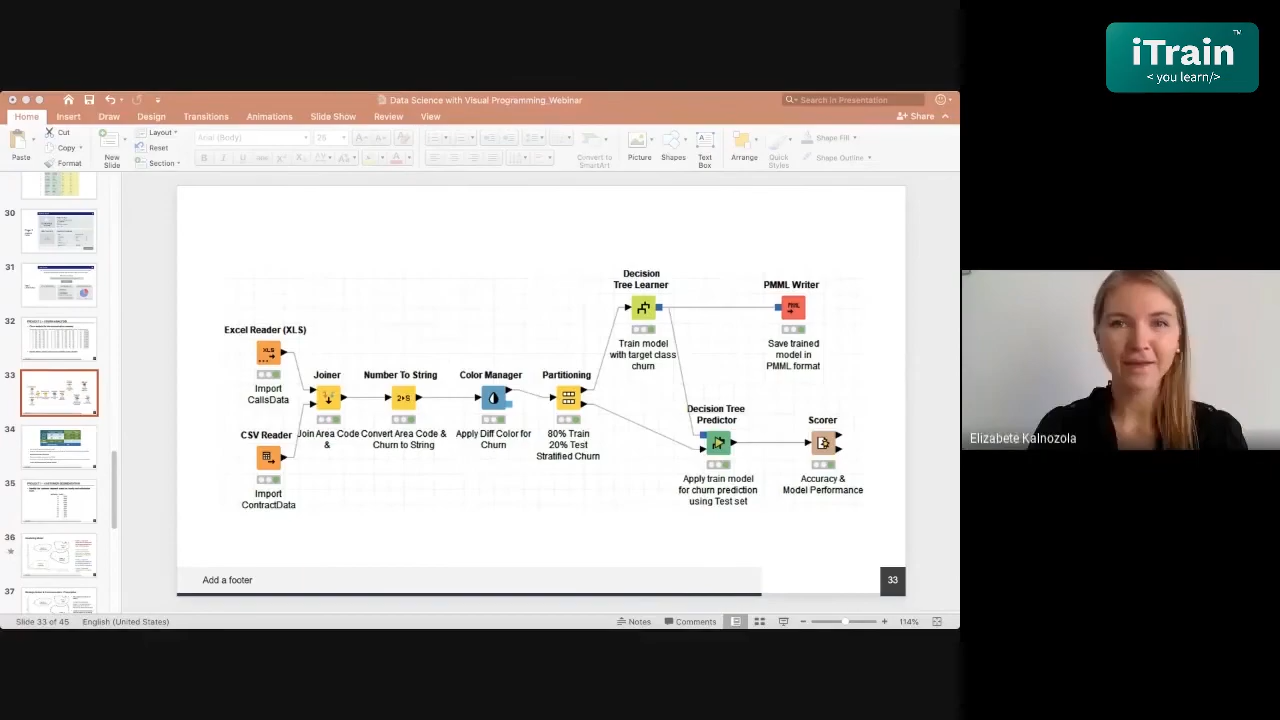 iTrain
TM
< you learn/>
Data Science with Visual Programming_Webinar
Search in Presentation
Home
Insert
Draw
Design
Transitions
Animations
Slide Show
Review
View
Share
Paste
Cut
Copy
Format
New
Slide
Layout
Reset
Section
Arial (Body)
26
Convert to
SmartArt
Picture
Shapes
Text
Box
Arrange
Quick
Styles
Shape Fill
Shape Outline
30
31
32
33
34
35
36
37
Excel Reader (XLS)
XLS
Import
CallsData
CSV Reader
Import
ContractData
Joiner
Join Area Code
&
Number To String
2▸S
Convert Area Code &
Churn to String
Color Manager
Apply Diff Color for
Churn
Partitioning
80% Train
20% Test
Stratified Churn
Decision
Tree Learner
Train model
with target class
churn
PMML Writer
PMML
Save trained
model in
PMML format
Decision Tree
Predictor
Apply train model
for churn prediction
using Test set
Scorer
Accuracy &
Model Performance
Add a footer
33
Slide 33 of 45
English (United States)
Notes
Comments
114%
Elizabete Kalnozola